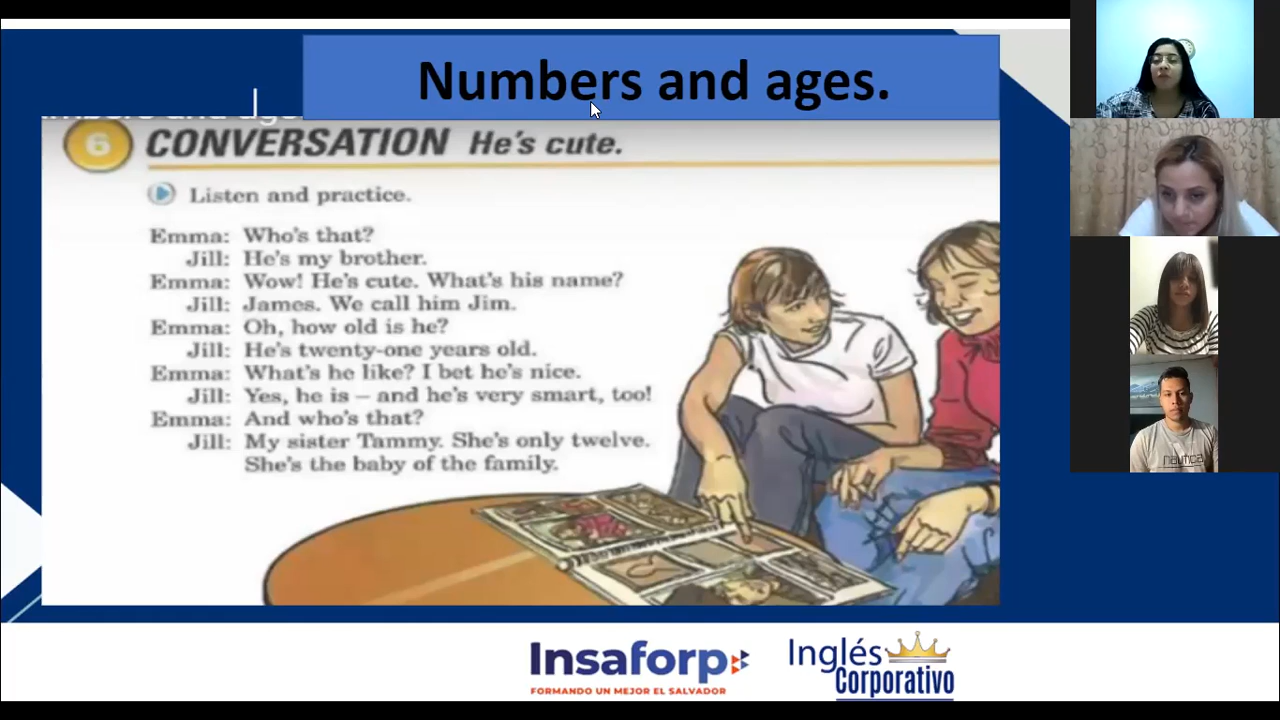 Numbers and ages.
6 CONVERSATION He's cute.
Listen and practice.
Emma: Who's that?
Jill: He's my brother.
Emma: Wow! He's cute. What's his name?
Jill: James. We call him Jim.
Emma: Oh, how old is he?
Jill: He's twenty-one years old.
Emma: What's he like? I bet he's nice.
Jill: Yes, he is – and he's very smart, too!
Emma: And who's that?
Jill: My sister Tammy. She's only twelve.
She's the baby of the family.
Insaforp
FORMANDO UN MEJOR EL SALVADOR
Inglés
Corporativo
nautica